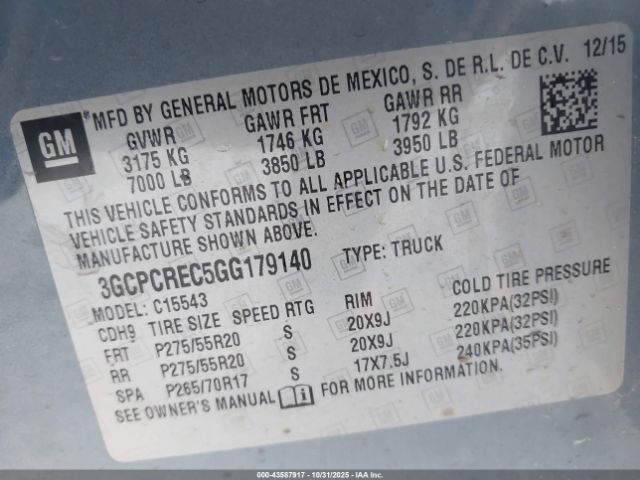 GM
*MFD BY GENERAL MOTORS DE MEXICO, S. DE R.L. DE C.V. 12/15
GVWR GAWR FRT GAWR RR
3175 KG 1746 KG 1792 KG
7000 LB 3850 LB 3950 LB
THIS VEHICLE CONFORMS TO ALL APPLICABLE U.S. FEDERAL MOTOR
VEHICLE SAFETY STANDARDS IN EFFECT ON THE DATE OF
MANUFACTURE SHOWN ABOVE.
3GCPCREC5GG179140 TYPE: TRUCK
MODEL: C15543
CDH9 TIRE SIZE SPEED RTG RIM COLD TIRE PRESSURE
FRT P275/55R20 S 20X9J 220KPA(32PSI)
RR P275/55R20 S 20X9J 220KPA(32PSI)
SPA P265/70R17 S 17X7.5J 240KPA(35PSI)
SEE OWNER'S MANUAL FOR MORE INFORMATION.
000-43587917 - 10/31/2025 - IAAI.com